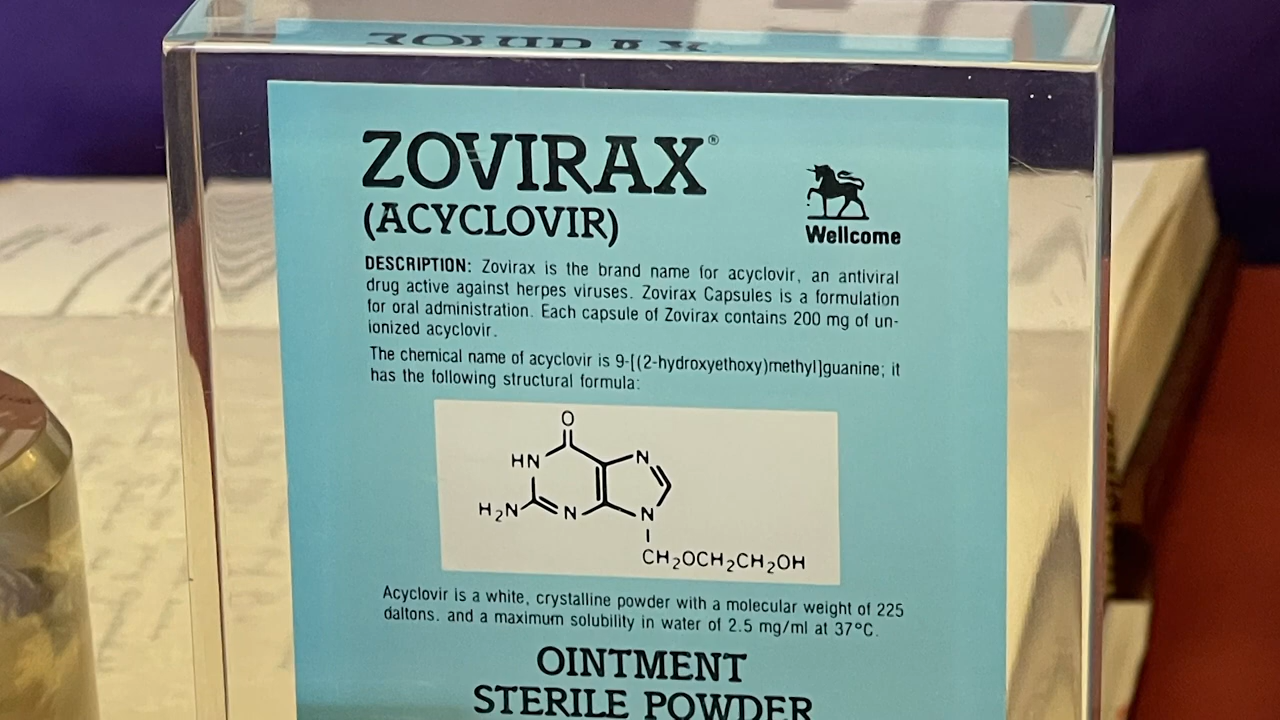 ZOVIRAX®
(ACYCLOVIR)
Wellcome
DESCRIPTION: Zovirax is the brand name for acyclovir, an antiviral
drug active against herpes viruses. Zovirax Capsules is a formulation
for oral administration. Each capsule of Zovirax contains 200 mg of un-
ionized acyclovir.
The chemical name of acyclovir is 9-[(2-hydroxyethoxy)methyl]guanine; it
has the following structural formula:
O
HN
N
H₂N
N
N
CH₂OCH₂CH₂OH
Acyclovir is a white, crystalline powder with a molecular weight of 225
daltons. and a maximum solubility in water of 2.5 mg/ml at 37°C.
OINTMENT
STERILE POWDER